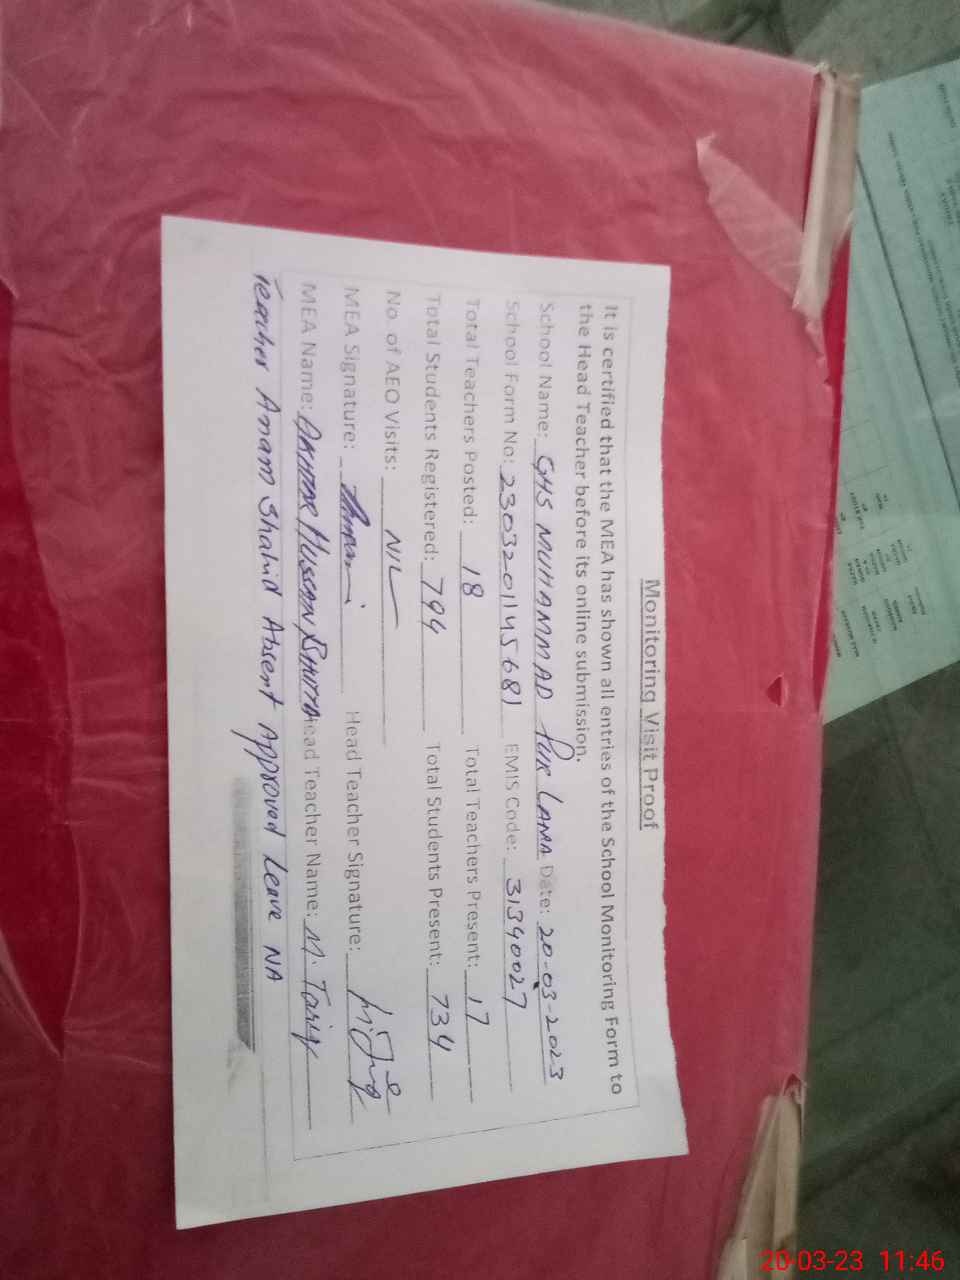 Monitoring Visit Proof
It is certified that the MEA has shown all entries of the School Monitoring Form to
the Head Teacher before its online submission.
School Name: GHS MUHAMMAD PUR LAMA Date: 20-03-2023
School Form No: 2303201145681 EMIS Code: 31340027
Total Teachers Posted: 18 Total Teachers Present: 17
Total Students Registered: 794 Total Students Present: 734
No. of AEO Visits: NIL
MEA Signature: Head Teacher Signature:
MEA Name: AKHTAR HUSSAN BHUTTA Head Teacher Name: M. Tariq
Teacher Anam Shahid Absent Approved Leave NA
20-03-23 11:46